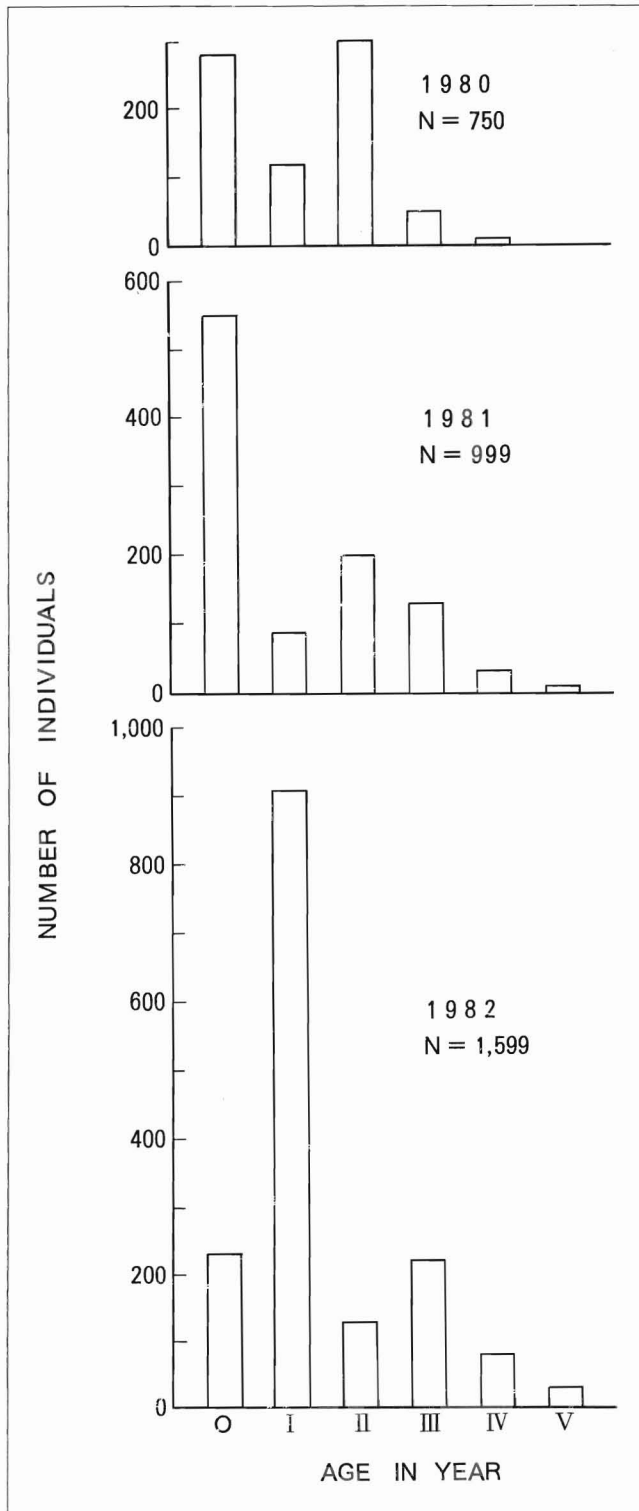 200
0
1980
N = 750
600
400
200
0
1981
N = 999
1,000
800
600
400
200
0
1982
N = 1,599
NUMBER OF INDIVIDUALS
O I II III IV V
AGE IN YEAR